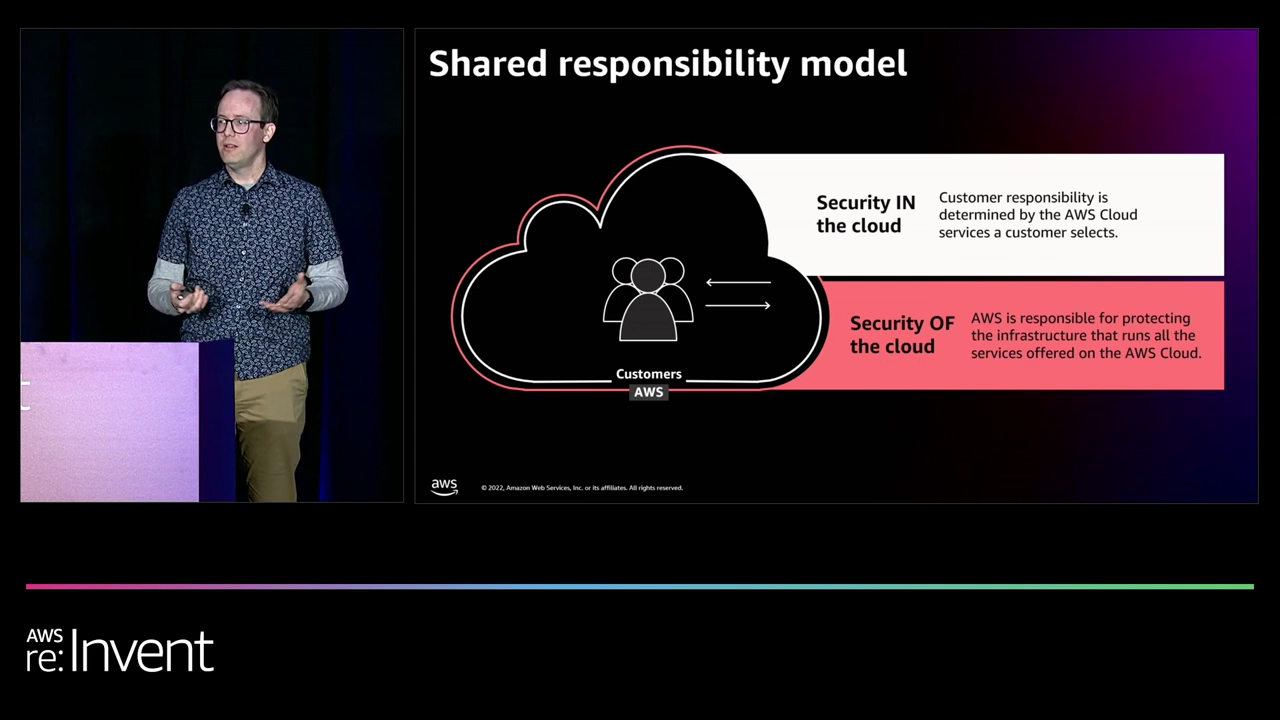 Shared responsibility model
Security IN
the cloud
Customer responsibility is
determined by the AWS Cloud
services a customer selects.
Security OF
the cloud
AWS is responsible for protecting
the infrastructure that runs all the
services offered on the AWS Cloud.
Customers
AWS
aws
© 2022, Amazon Web Services, Inc. or its affiliates. All rights reserved.
AWS
re:Invent